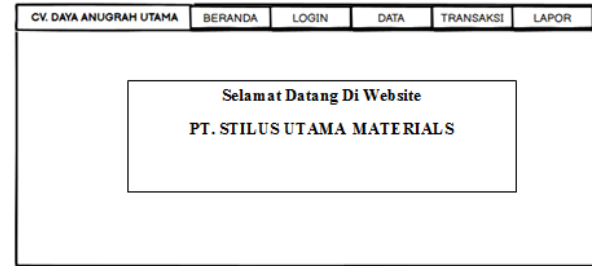 CV. DAYA ANUGRAH UTAMA BERANDA LOGIN DATA TRANSAKSI LAPOR
Selamat Datang Di Website
PT. STILUS UTAMA MATERIALS